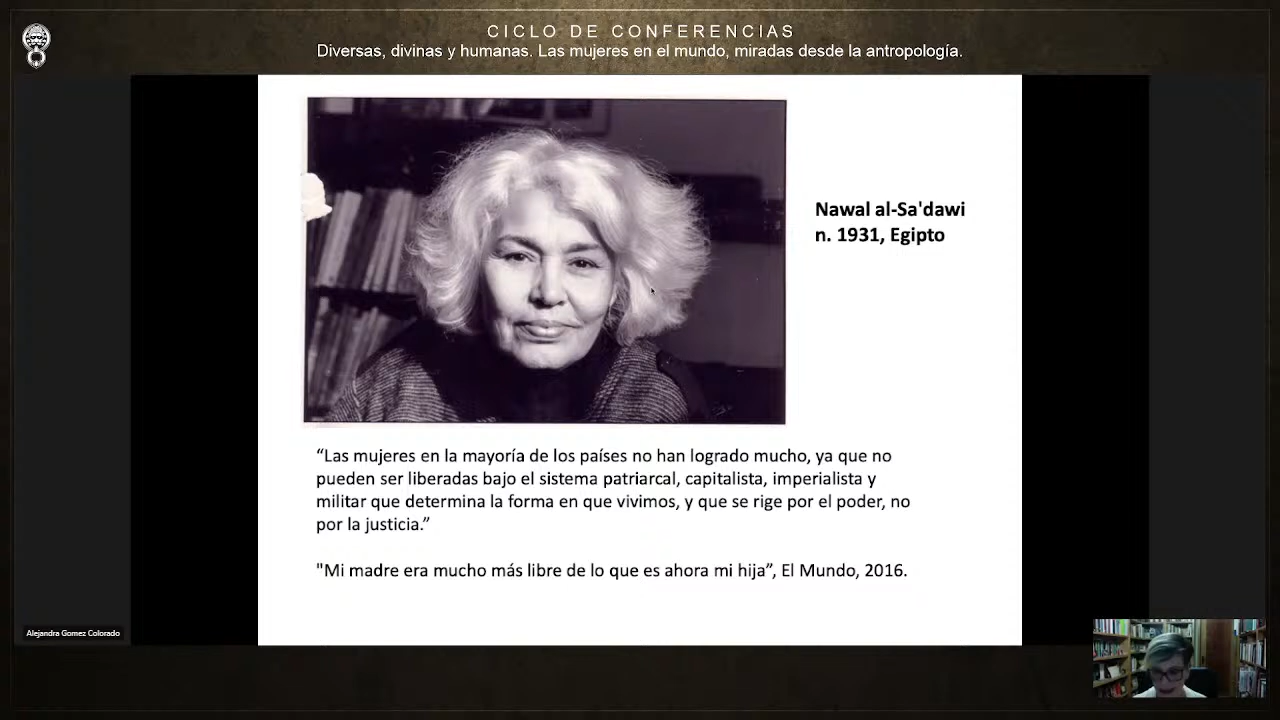 CICLO DE CONFERENCIAS
Diversas, divinas y humanas. Las mujeres en el mundo, miradas desde la antropología.
Nawal al-Sa'dawi
n. 1931, Egipto
“Las mujeres en la mayoría de los países no han logrado mucho, ya que no
pueden ser liberadas bajo el sistema patriarcal, capitalista, imperialista y
militar que determina la forma en que vivimos, y que se rige por el poder, no
por la justicia.”
"Mi madre era mucho más libre de lo que es ahora mi hija”, El Mundo, 2016.
Alejandra Gomez Colorado